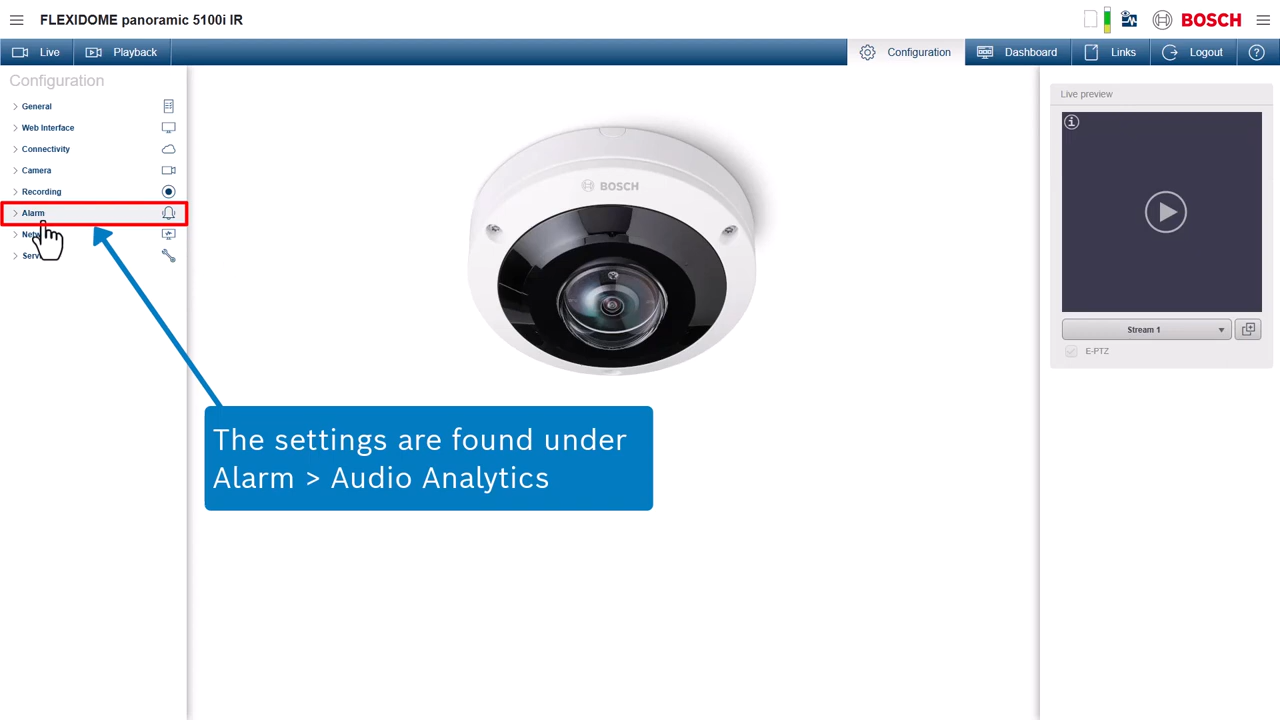 FLEXIDOME panoramic 5100i IR
BOSCH
Live
Playback
Configuration
Dashboard
Links
Logout
Configuration
General
Web Interface
Connectivity
Camera
Recording
Alarm
BOSCH
Live preview
Stream 1
E-PTZ
The settings are found under
Alarm > Audio Analytics